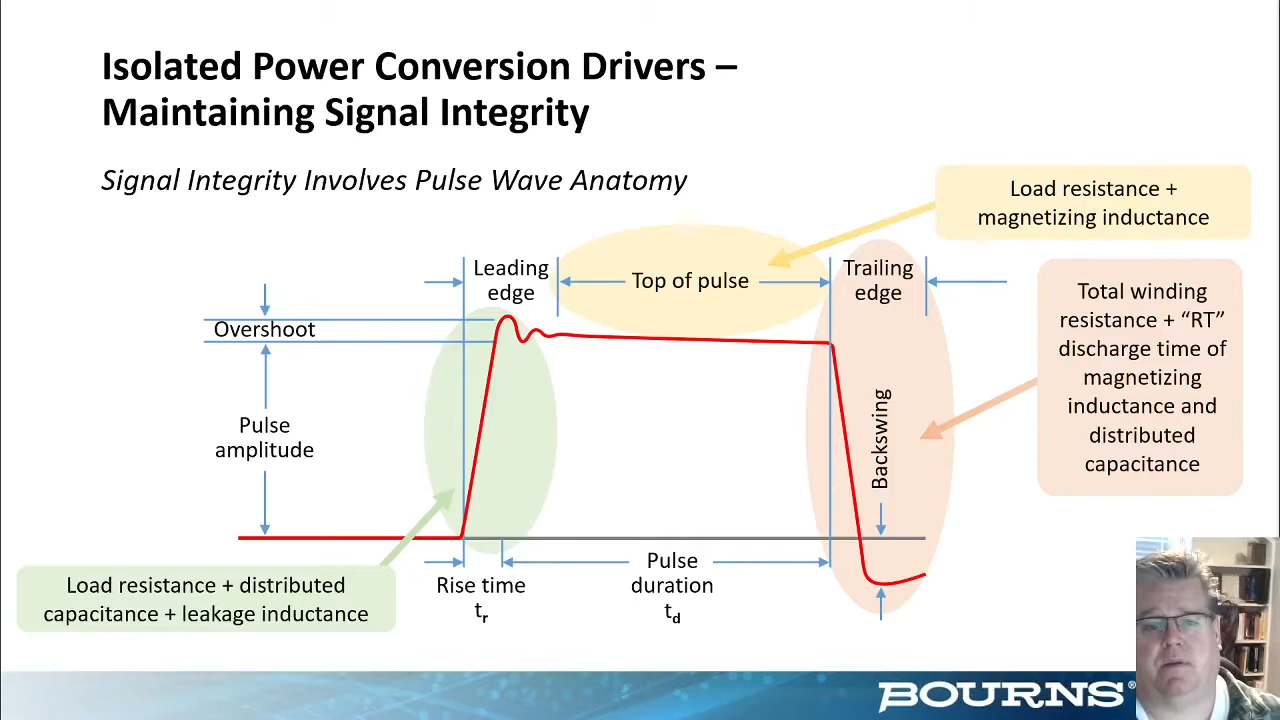 Isolated Power Conversion Drivers –
Maintaining Signal Integrity
Signal Integrity Involves Pulse Wave Anatomy
Load resistance +
magnetizing inductance
Leading
edge
Top of pulse
Trailing
edge
Total winding
resistance + “RT”
discharge time of
magnetizing
inductance and
distributed
capacitance
Overshoot
Pulse
amplitude
Backswing
Load resistance + distributed
capacitance + leakage inductance
Rise time
tr
Pulse
duration
td
BOURNS®